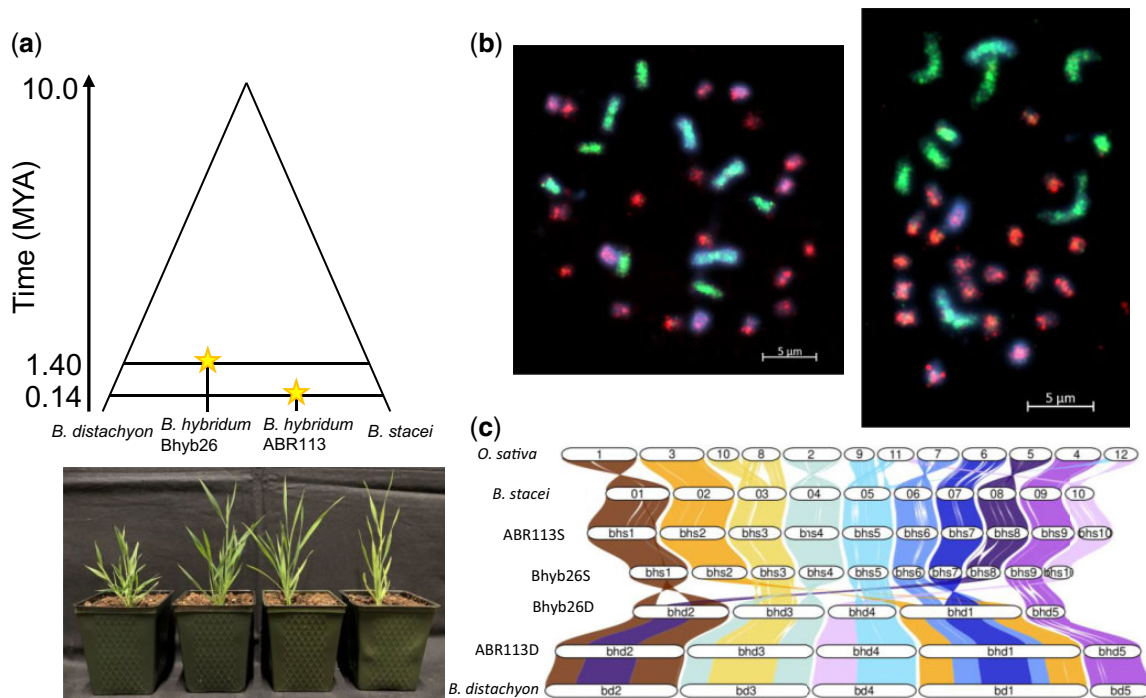 (a)
Time (MYA)
10.0
1.40
0.14
B. distachyon
B. hybridum
Bhyb26
B. hybridum
ABR113
B. stacei
(b)
5 µm
5 µm
(c)
O. sativa 1 3 10 8 2 9 11 7 6 5 4 12
B. stacei 01 02 03 04 05 06 07 08 09 10
ABR113S bhs1 bhs2 bhs3 bhs4 bhs5 bhs6 bhs7 bhs8 bhs9 bhs10
Bhyb26S bhs1 bhs2 bhs3 bhs4 bhs5 bhs6 bhs7 bhs8 bhs9 bhs10
Bhyb26D bhd2 bhd3 bhd4 bhd1 bhd5
ABR113D bhd2 bhd3 bhd4 bhd1 bhd5
B. distachyon bd2 bd3 bd4 bd1 bd5